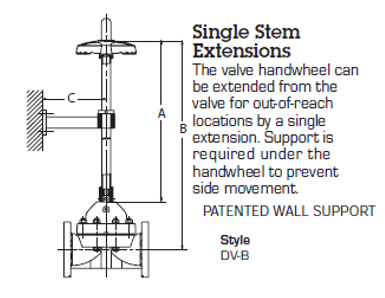 Single Stem
Extensions
The valve handwheel can
be extended from the
valve for out-of-reach
locations by a single
extension. Support is
required under the
handwheel to prevent
side movement.
PATENTED WALL SUPPORT
Style
DV-B
C
A
B